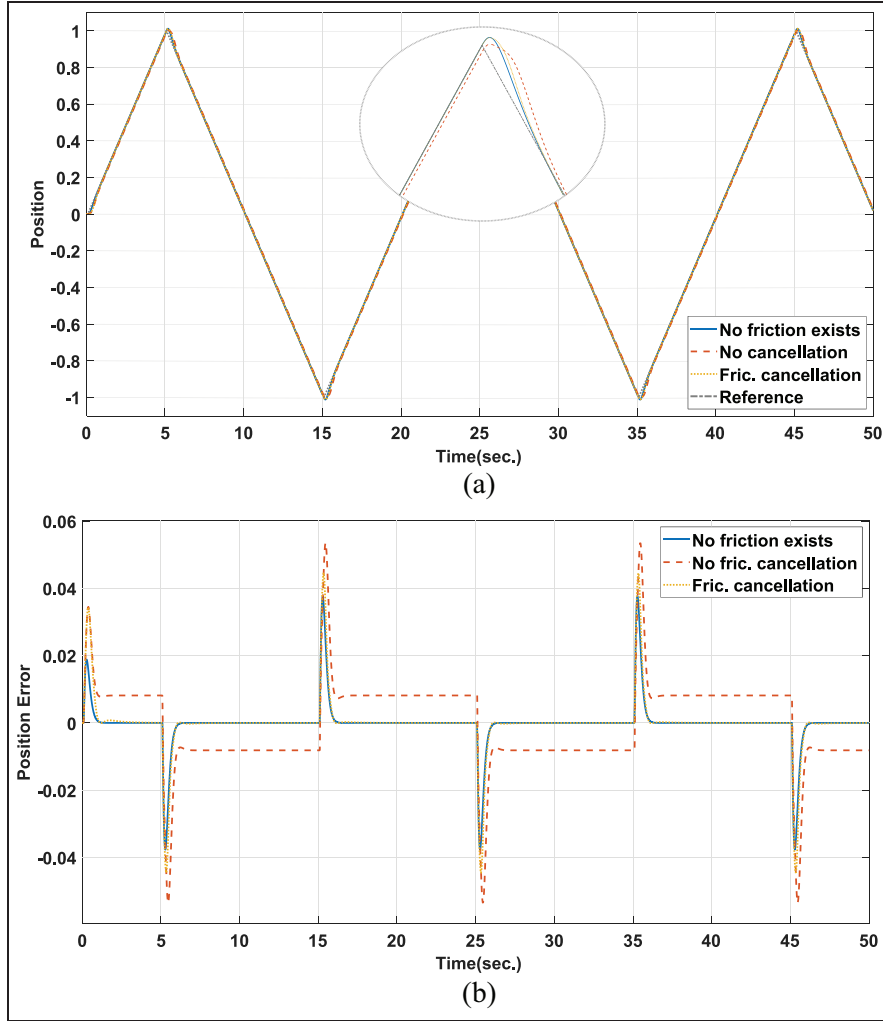 1
0.8
0.6
0.4
0.2
0
-0.2
-0.4
-0.6
-0.8
-1
Position
No friction exists
No cancellation
Fric. cancellation
Reference
0 5 10 15 20 25 30 35 40 45 50
Time(sec.)
(a)
0.06
0.04
0.02
0
-0.02
-0.04
Position Error
No friction exists
No fric. cancellation
Fric. cancellation
0 5 10 15 20 25 30 35 40 45 50
Time(sec.)
(b)